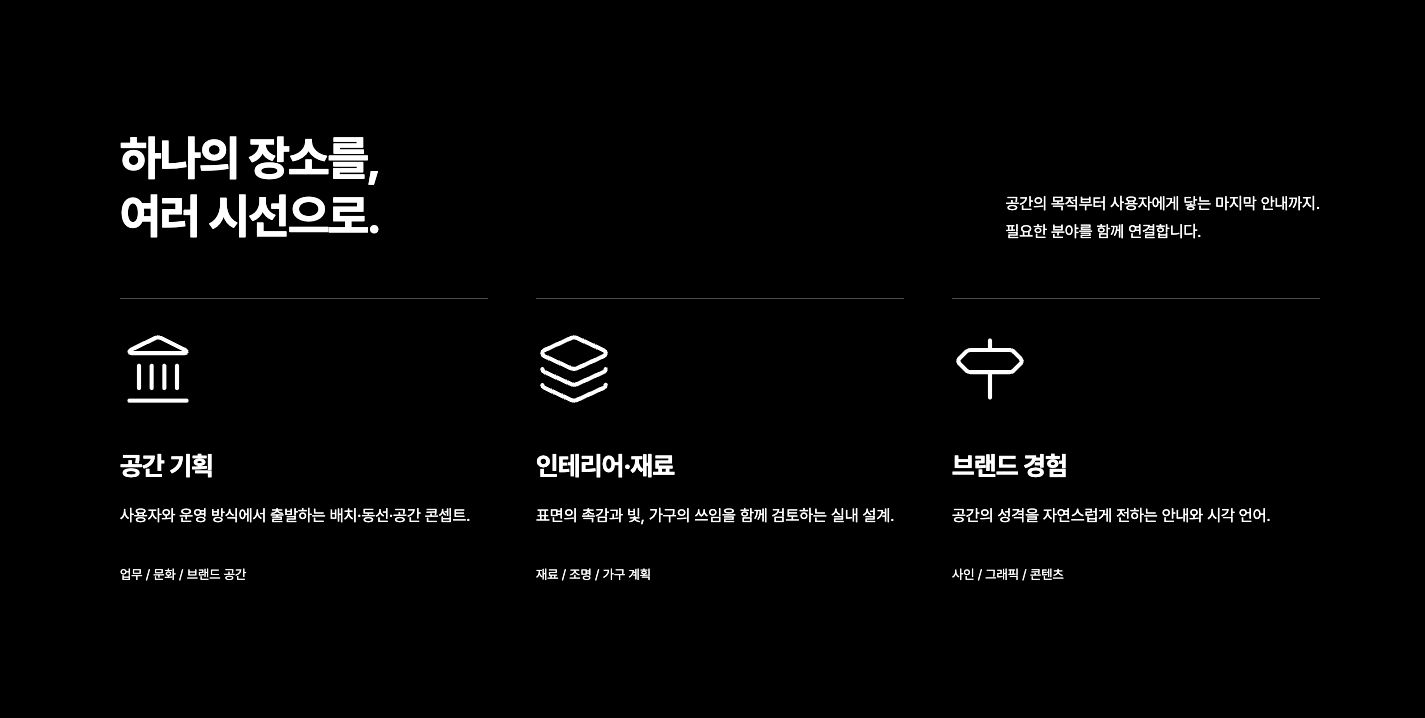 하나의 장소를,
여러 시선으로.
공간의 목적부터 사용자에게 닿는 마지막 안내까지.
필요한 분야를 함께 연결합니다.
공간 기획
사용자와 운영 방식에서 출발하는 배치·동선·공간 콘셉트.
업무 / 문화 / 브랜드 공간
인테리어·재료
표면의 촉감과 빛, 가구의 쓰임을 함께 검토하는 실내 설계.
재료 / 조명 / 가구 계획
브랜드 경험
공간의 성격을 자연스럽게 전하는 안내와 시각 언어.
사인 / 그래픽 / 콘텐츠